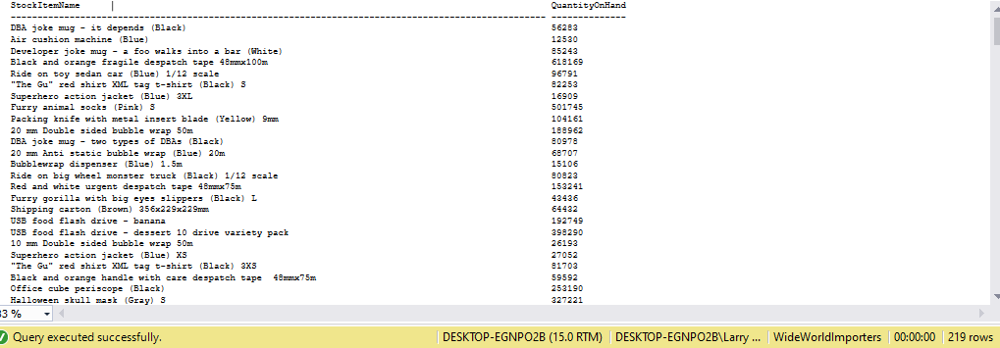 StockItemName QuantityOnHand
DBA joke mug - it depends (Black) 56283
Air cushion machine (Blue) 12530
Developer joke mug - a foo walks into a bar (White) 85243
Black and orange fragile despatch tape 48mmx100m 618169
Ride on toy sedan car (Blue) 1/12 scale 96791
"The Gu" red shirt XML tag t-shirt (Black) S 82253
Superhero action jacket (Blue) 3XL 16909
Furry animal socks (Pink) S 501745
Packing knife with metal insert blade (Yellow) 9mm 104161
20 mm Double sided bubble wrap 50m 188962
DBA joke mug - two types of DBAs (Black) 80978
20 mm Anti static bubble wrap (Blue) 20m 68707
Bubblewrap dispenser (Blue) 1.5m 15106
Ride on big wheel monster truck (Black) 1/12 scale 80823
Red and white urgent despatch tape 48mmx75m 153241
Furry gorilla with big eyes slippers (Black) L 43436
Shipping carton (Brown) 356x229x229mm 64432
USB food flash drive - banana 192749
USB food flash drive - dessert 10 drive variety pack 398290
10 mm Double sided bubble wrap 50m 26193
Superhero action jacket (Blue) XS 27052
"The Gu" red shirt XML tag t-shirt (Black) 3XS 81703
Black and orange handle with care despatch tape  48mmx75m 59592
Office cube periscope (Black) 253190
Halloween skull mask (Gray) S 327221
33 %
Query executed successfully. DESKTOP-EGNPO2B (15.0 RTM) DESKTOP-EGNPO2B\Larry ... WideWorldImporters 00:00:00 219 rows